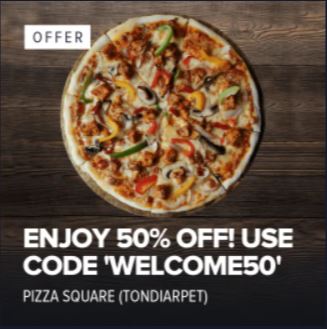 OFFER
ENJOY 50% OFF! USE
CODE 'WELCOME50'
PIZZA SQUARE (TONDIARPET)